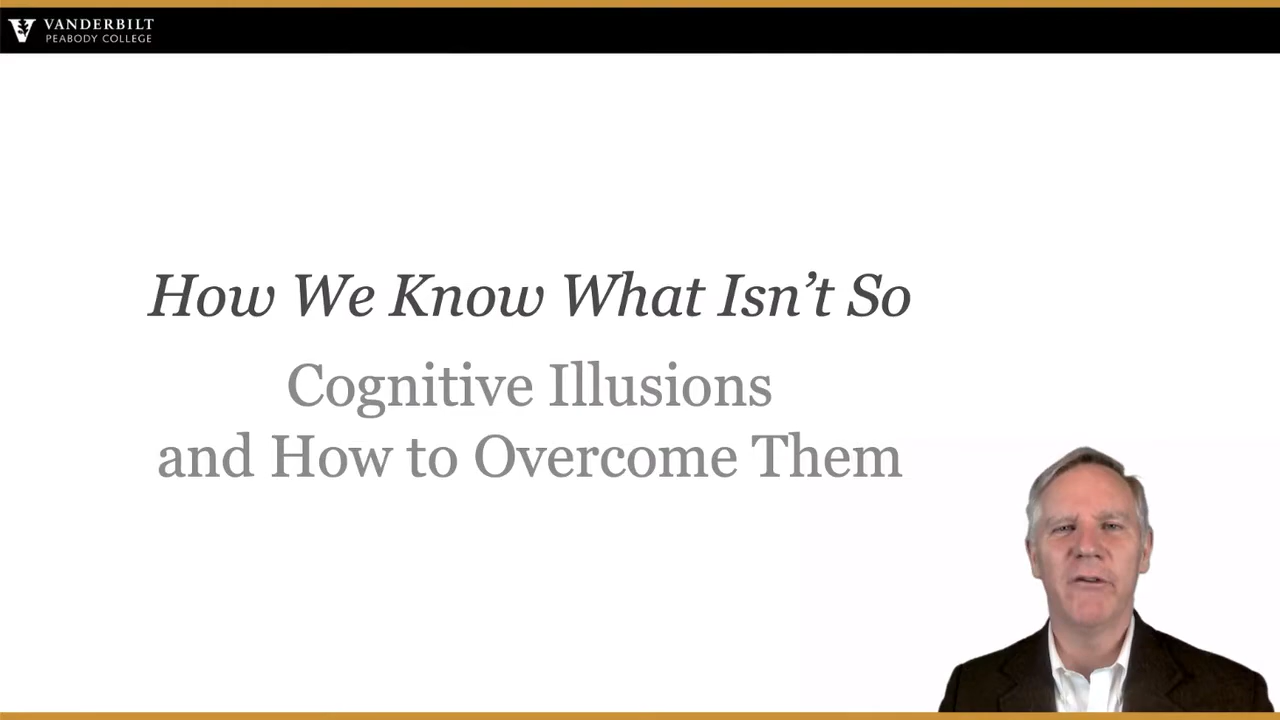 VANDERBILT
PEABODY COLLEGE
How We Know What Isn’t So
Cognitive Illusions
and How to Overcome Them